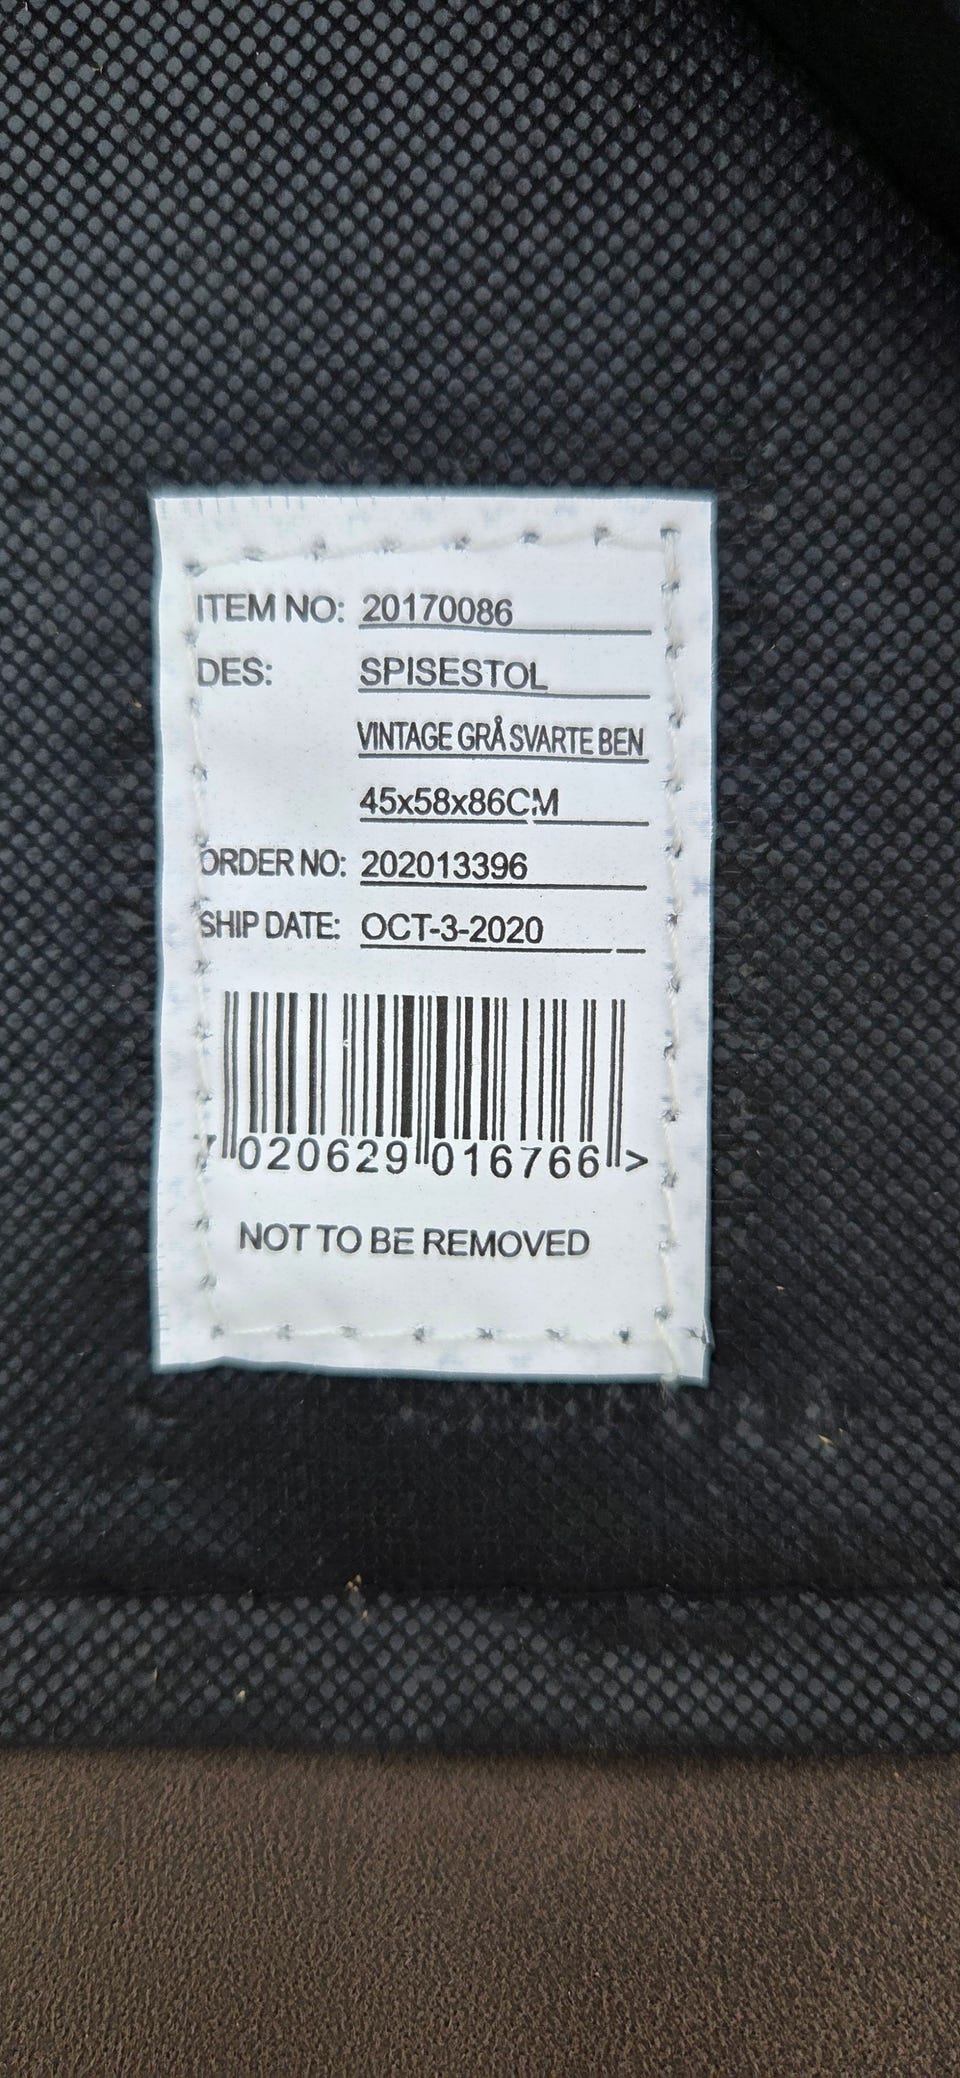 ITEM NO: 20170086
DES: SPISESTOL
VINTAGE GRÅ SVARTE BEN
45x58x86CM
ORDER NO: 202013396
SHIP DATE: OCT-3-2020
7 020629 016766 >
NOT TO BE REMOVED